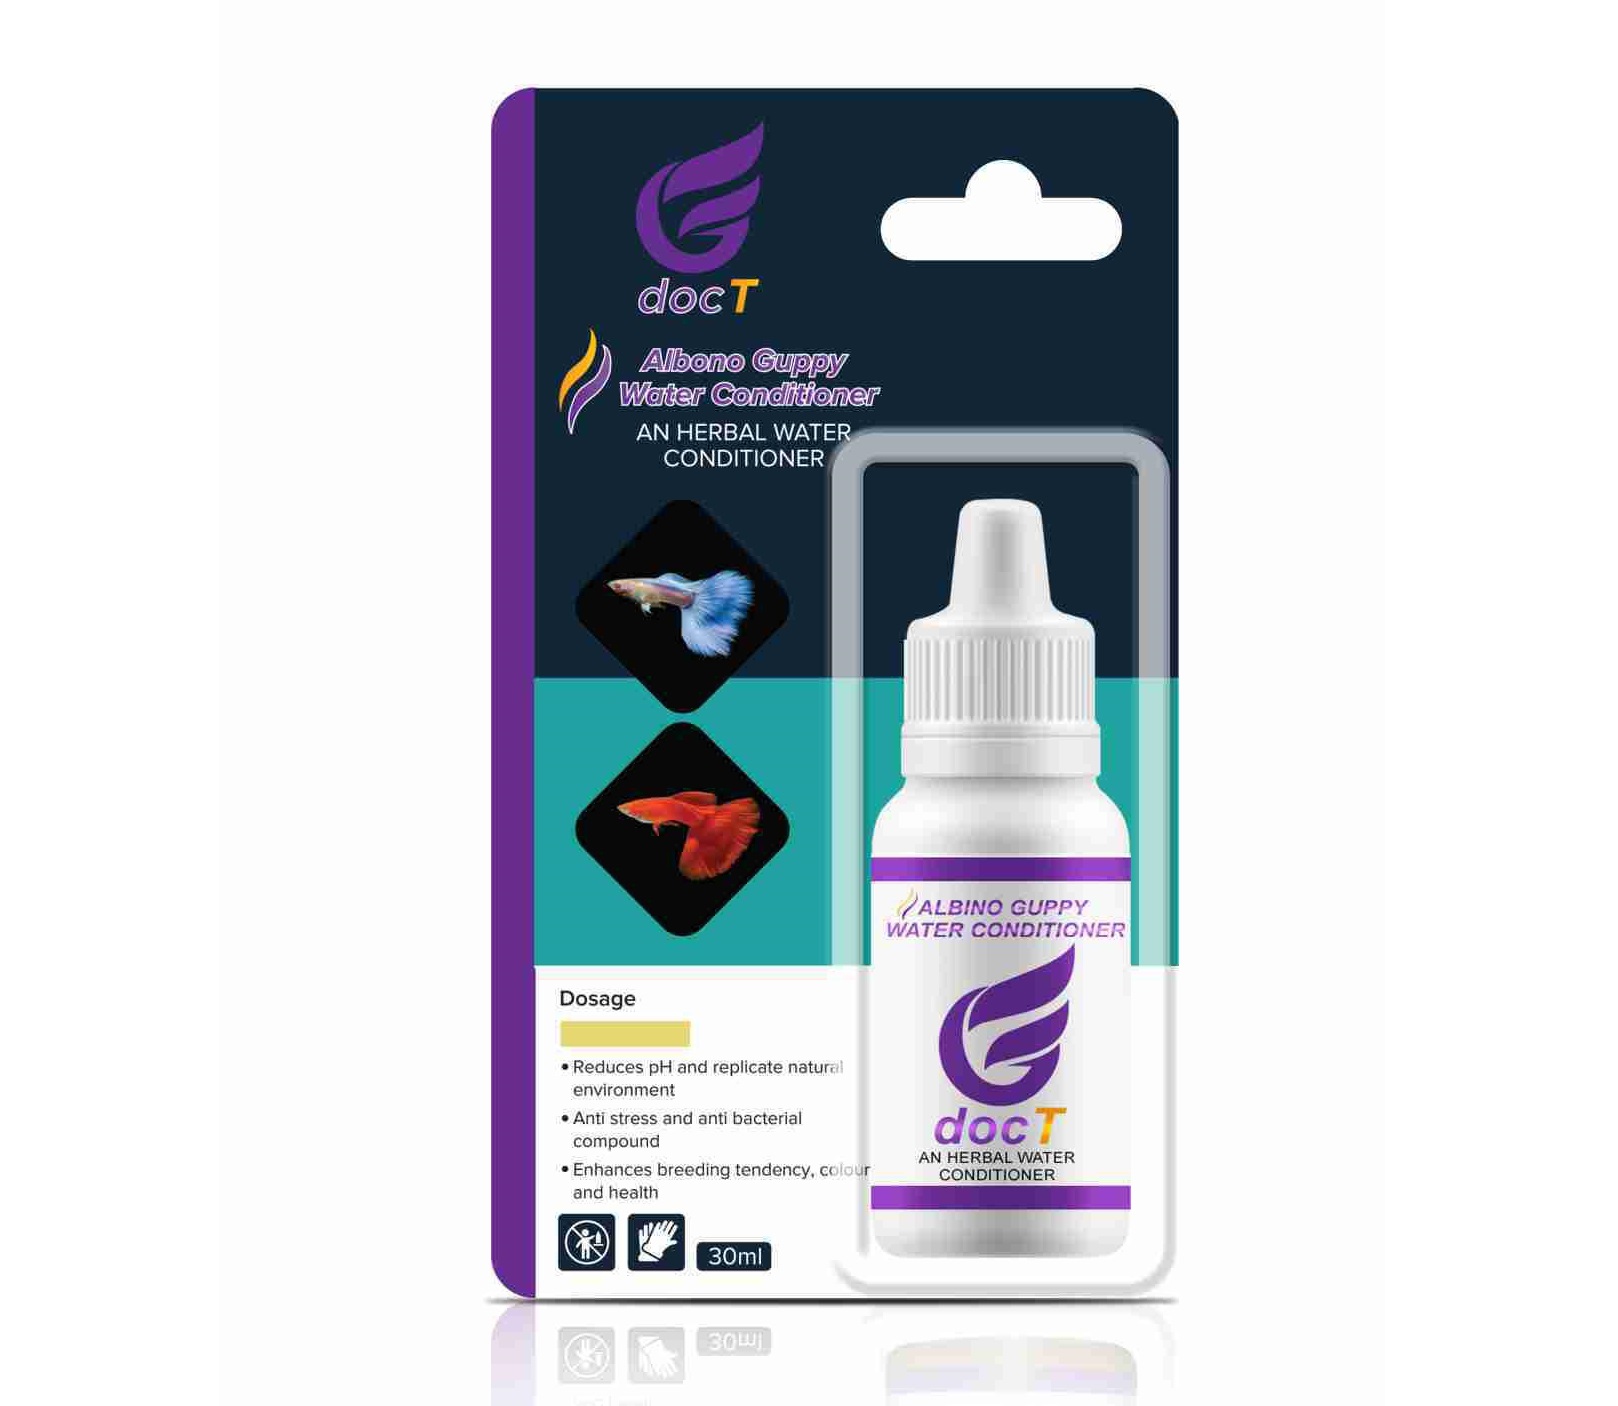 docT
Albono Guppy
Water Conditioner
AN HERBAL WATER
CONDITIONER
ALBINO GUPPY
WATER CONDITIONER
docT
AN HERBAL WATER
CONDITIONER
Dosage
• Reduces pH and replicate natural
environment
• Anti stress and anti bacterial
compound
• Enhances breeding tendency, colour
and health
30ml